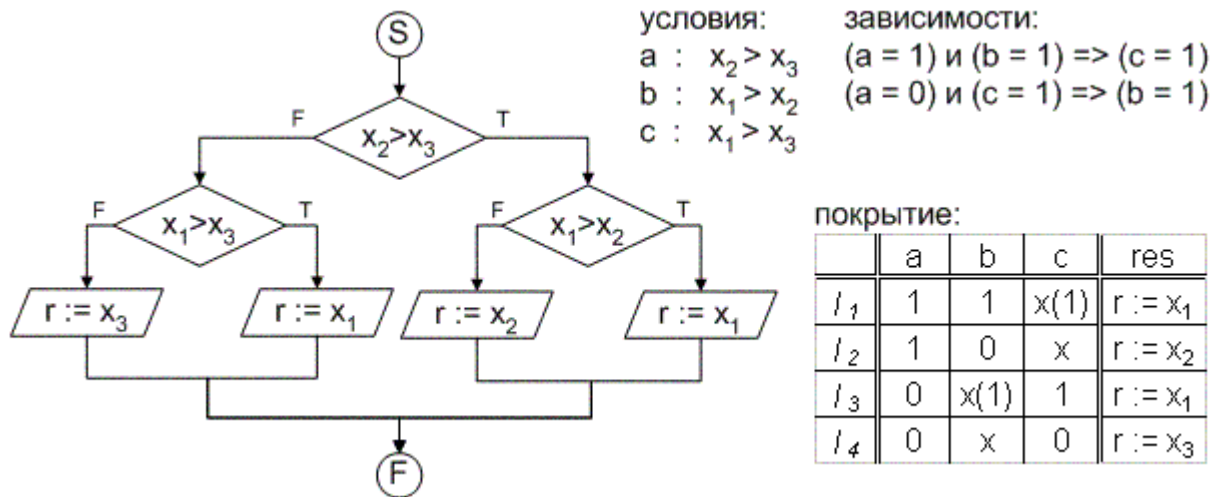 S
x₂>x₃
F
T
x₁>x₃
F
T
x₁>x₂
F
T
r := x₃
r := x₁
r := x₂
r := x₁
F
условия:
a : x₂ > x₃
b : x₁ > x₂
c : x₁ > x₃
зависимости:
(a = 1) и (b = 1) => (c = 1)
(a = 0) и (c = 1) => (b = 1)
покрытие:
a b c res
l₁ 1 1 x(1) r := x₁
l₂ 1 0 x r := x₂
l₃ 0 x(1) 1 r := x₁
l₄ 0 x 0 r := x₃